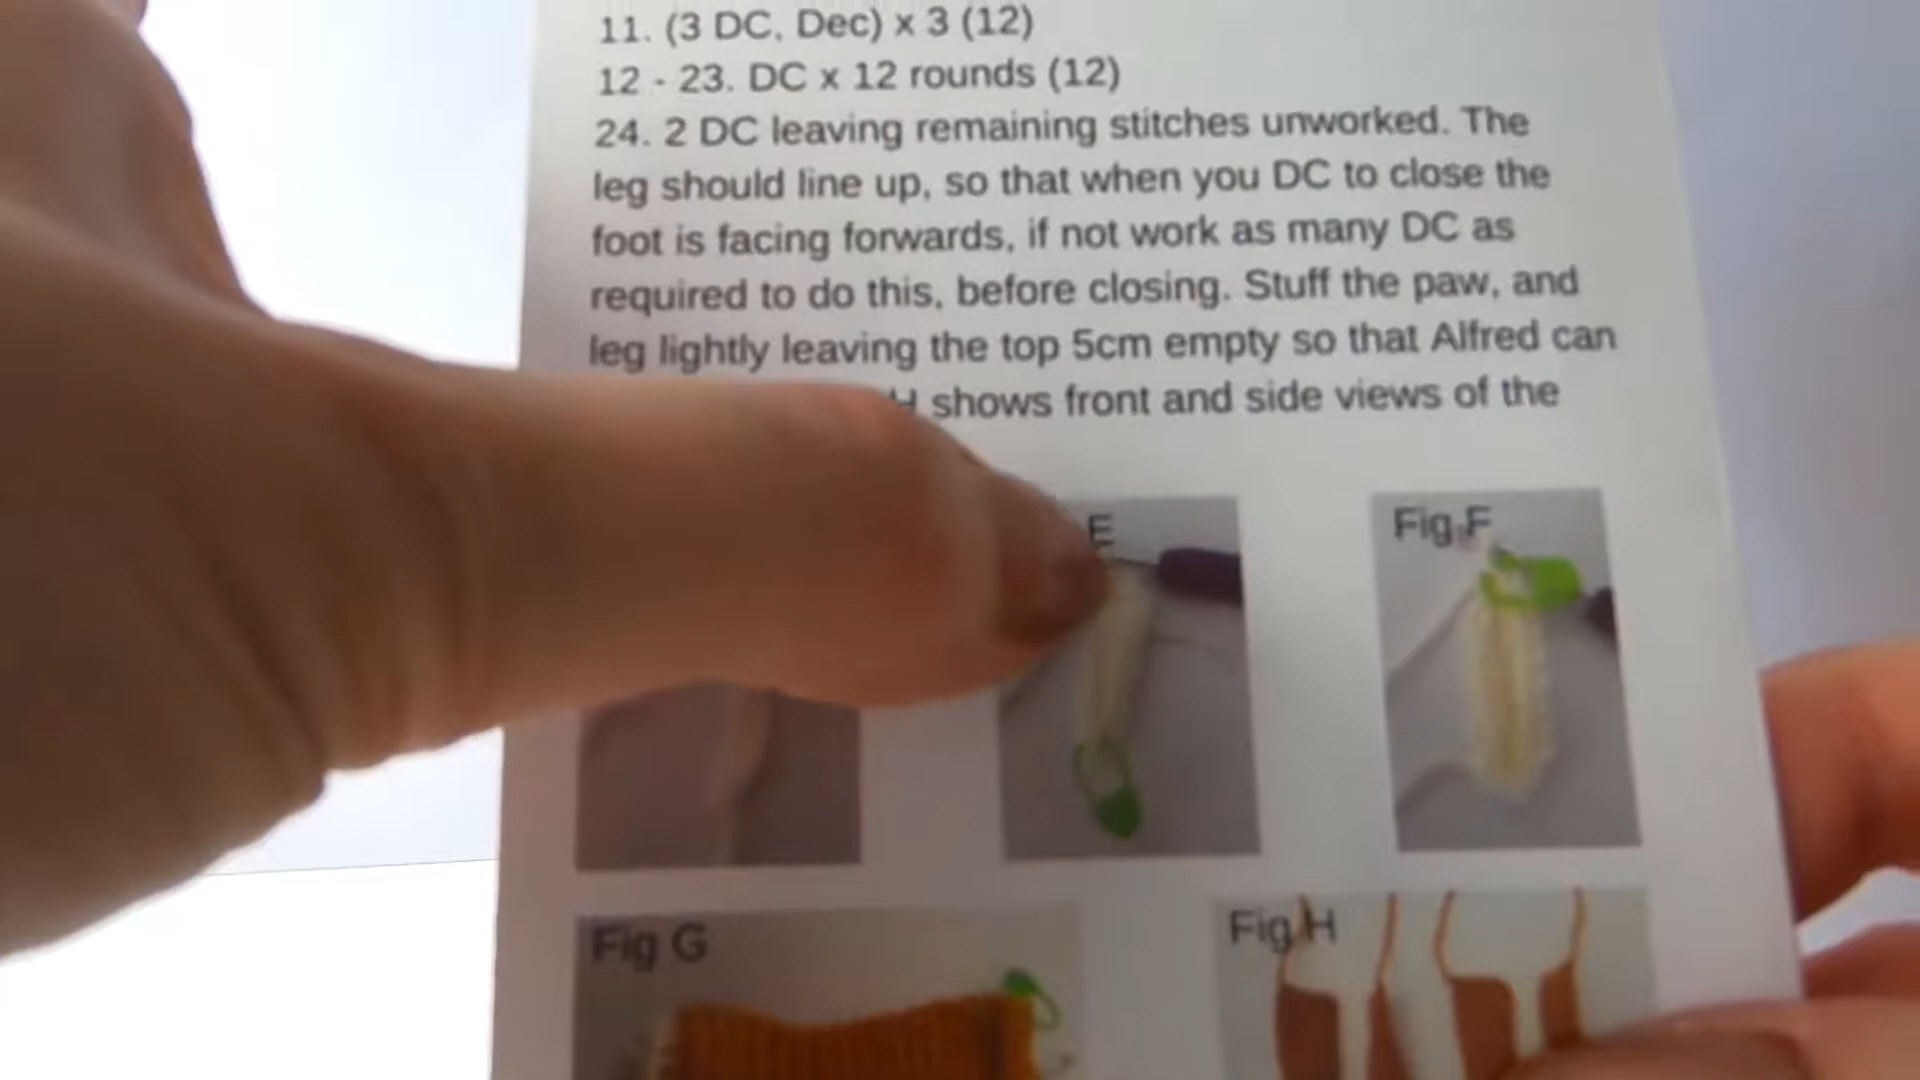 11. (3 DC, Dec) x 3 (12)
12 - 23. DC x 12 rounds (12)
24. 2 DC leaving remaining stitches unworked. The
leg should line up, so that when you DC to close the
foot is facing forwards, if not work as many DC as
required to do this, before closing. Stuff the paw, and
leg lightly leaving the top 5cm empty so that Alfred can
H shows front and side views of the
E
Fig F
Fig G
Fig H